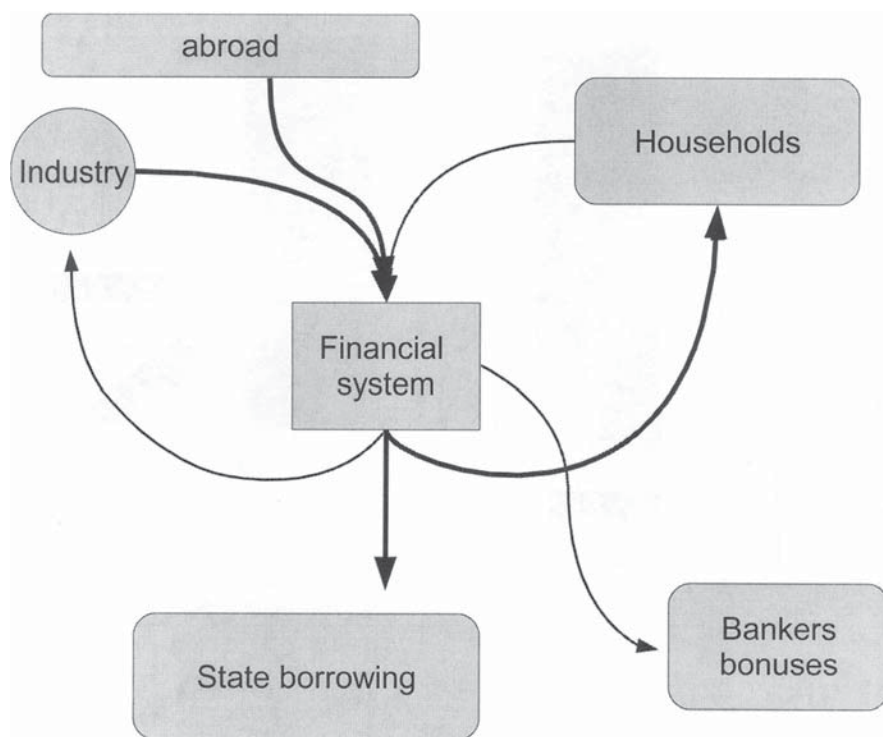 abroad
Industry
Households
Financial
system
State borrowing
Bankers
bonuses